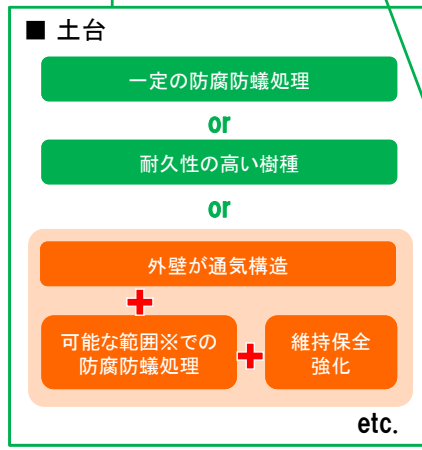 ■ 土台
一定の防腐防蟻処理
or
耐久性の高い樹種
or
外壁が通気構造
+
可能な範囲※での
防腐防蟻処理
+
維持保全
強化
etc.